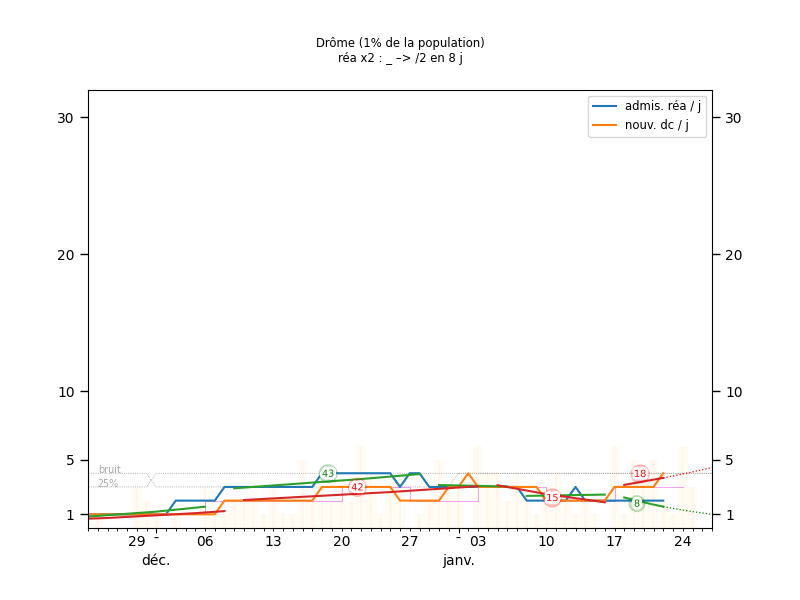 Drôme (1% de la population)
réa x2 : _ –> /2 en 8 j
admis. réa / j
nouv. dc / j
30 30
20 20
10 10
5 5
1 1
bruit
25%
43
42
15
18
8
29 - 06 13 20 27 - 03 10 17 24
déc. janv.